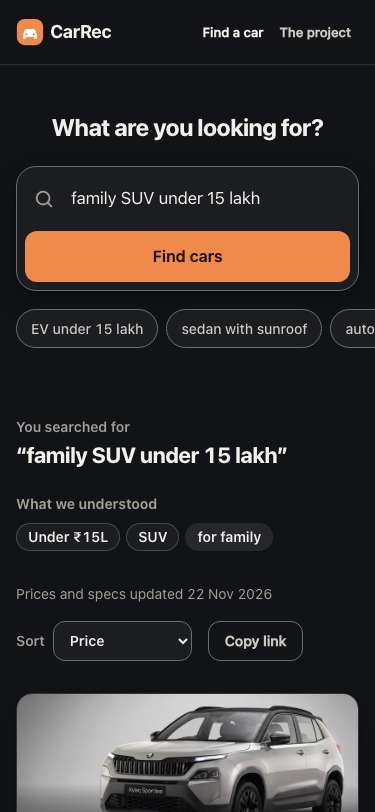 CarRec
Find a car
The project
What are you looking for?
family SUV under 15 lakh
Find cars
EV under 15 lakh
sedan with sunroof
auto
You searched for
“family SUV under 15 lakh”
What we understood
Under ₹15L
SUV
for family
Prices and specs updated 22 Nov 2026
Sort
Price
Copy link
Kylaq Sportline